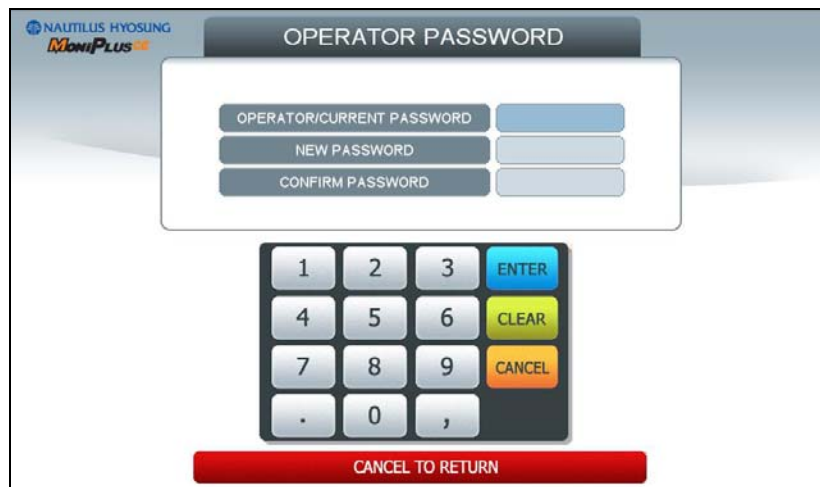 NAUTILUS HYOSUNG
MONIPLUS CE
OPERATOR PASSWORD
OPERATOR/CURRENT PASSWORD
NEW PASSWORD
CONFIRM PASSWORD
1 2 3 ENTER
4 5 6 CLEAR
7 8 9 CANCEL
. 0 ,
CANCEL TO RETURN